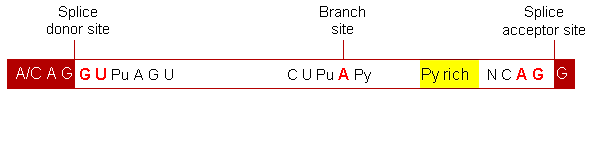 Splice
donor site
Branch
site
Splice
acceptor site
A/C A G G U Pu A G U C U Pu A Py Py rich N C A G G